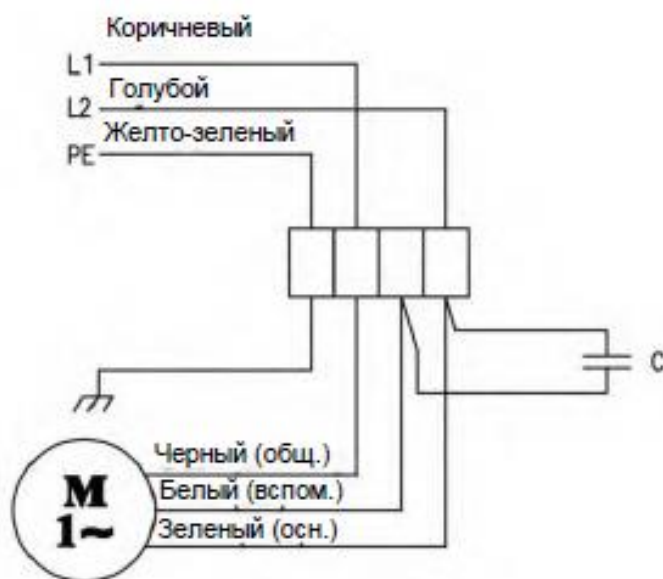 Коричневый
L1
Голубой
L2
Желто-зеленый
PE
C
Черный (общ.)
Белый (вспом.)
Зеленый (осн.)
M
1~